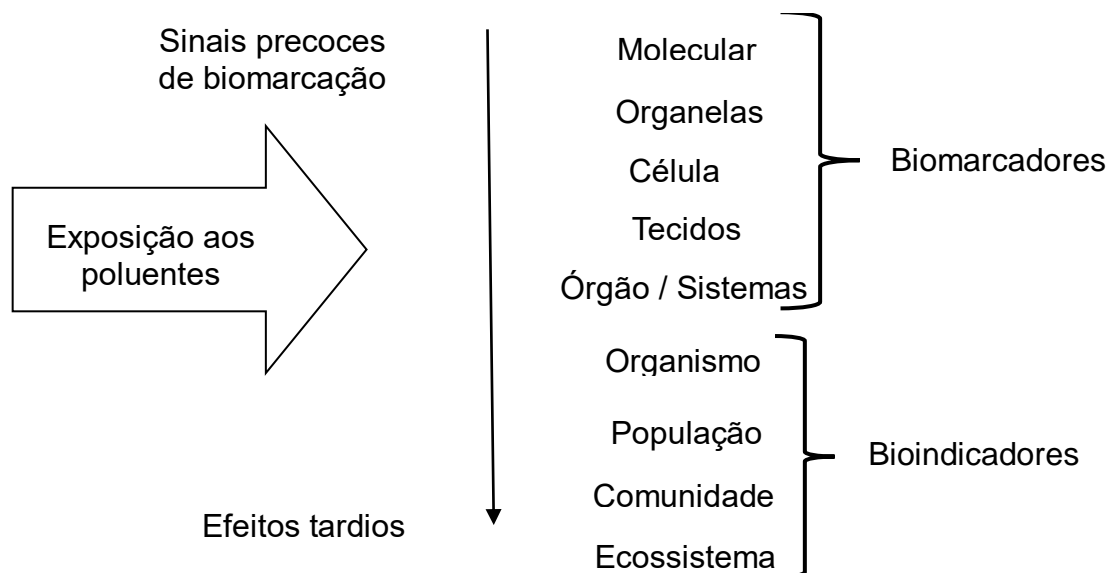 Sinais precoces
de biomarcação
Exposição aos
poluentes
Efeitos tardios
Molecular
Organelas
Célula
Tecidos
Órgão / Sistemas
Biomarcadores
Organismo
População
Comunidade
Ecossistema
Bioindicadores